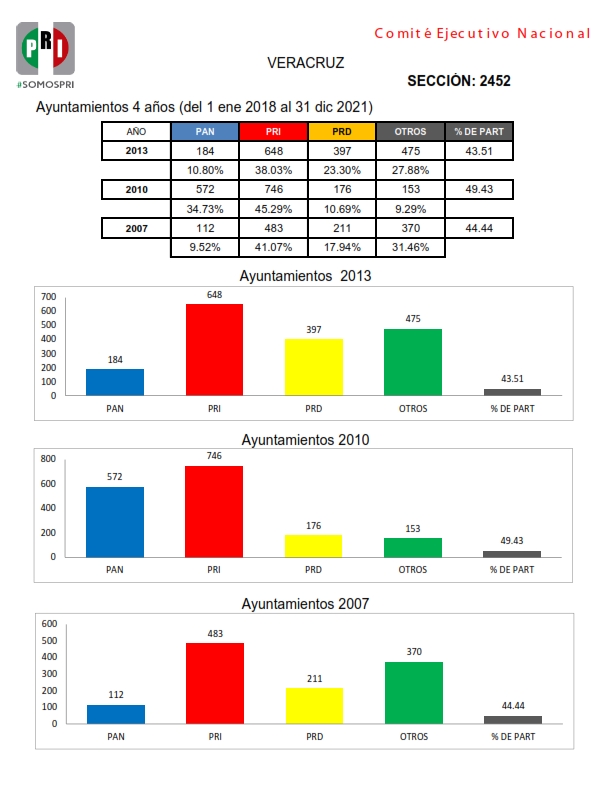 Comité Ejecutivo Nacional
PRI
#SOMOSPRI
VERACRUZ
SECCIÓN: 2452
Ayuntamientos 4 años (del 1 ene 2018 al 31 dic 2021)
AÑO PAN PRI PRD OTROS % DE PART
2013 184 648 397 475 43.51
10.80% 38.03% 23.30% 27.88%
2010 572 746 176 153 49.43
34.73% 45.29% 10.69% 9.29%
2007 112 483 211 370 44.44
9.52% 41.07% 17.94% 31.46%
Ayuntamientos 2013
700
600
500
400
300
200
100
0
184
648
397
475
43.51
PAN PRI PRD OTROS % DE PART
Ayuntamientos 2010
800
600
400
200
0
572
746
176
153
49.43
PAN PRI PRD OTROS % DE PART
Ayuntamientos 2007
600
500
400
300
200
100
0
112
483
211
370
44.44
PAN PRI PRD OTROS % DE PART